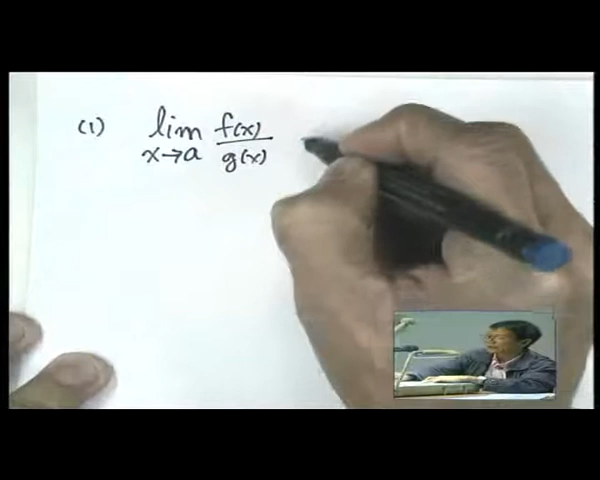 (1) lim f(x)
x→a g(x)